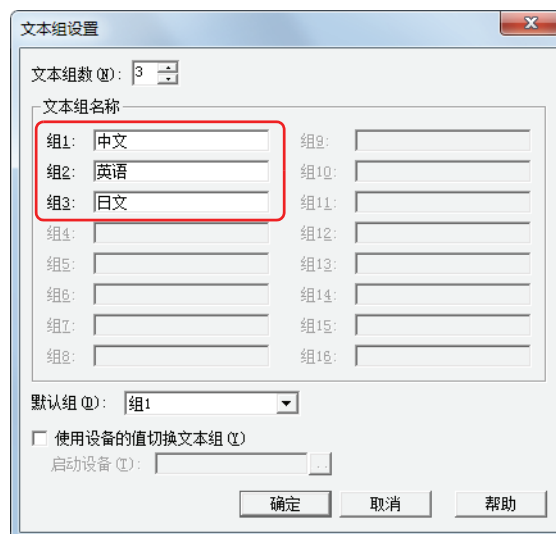 文本组设置
文本组数(N): 3
文本组名称
组1: 中文
组2: 英语
组3: 日文
组4:
组5:
组6:
组7:
组8:
组9:
组10:
组11:
组12:
组13:
组14:
组15:
组16:
默认组(D): 组1
使用设备的值切换文本组(Y)
启动设备(T): ..
确定 取消 帮助